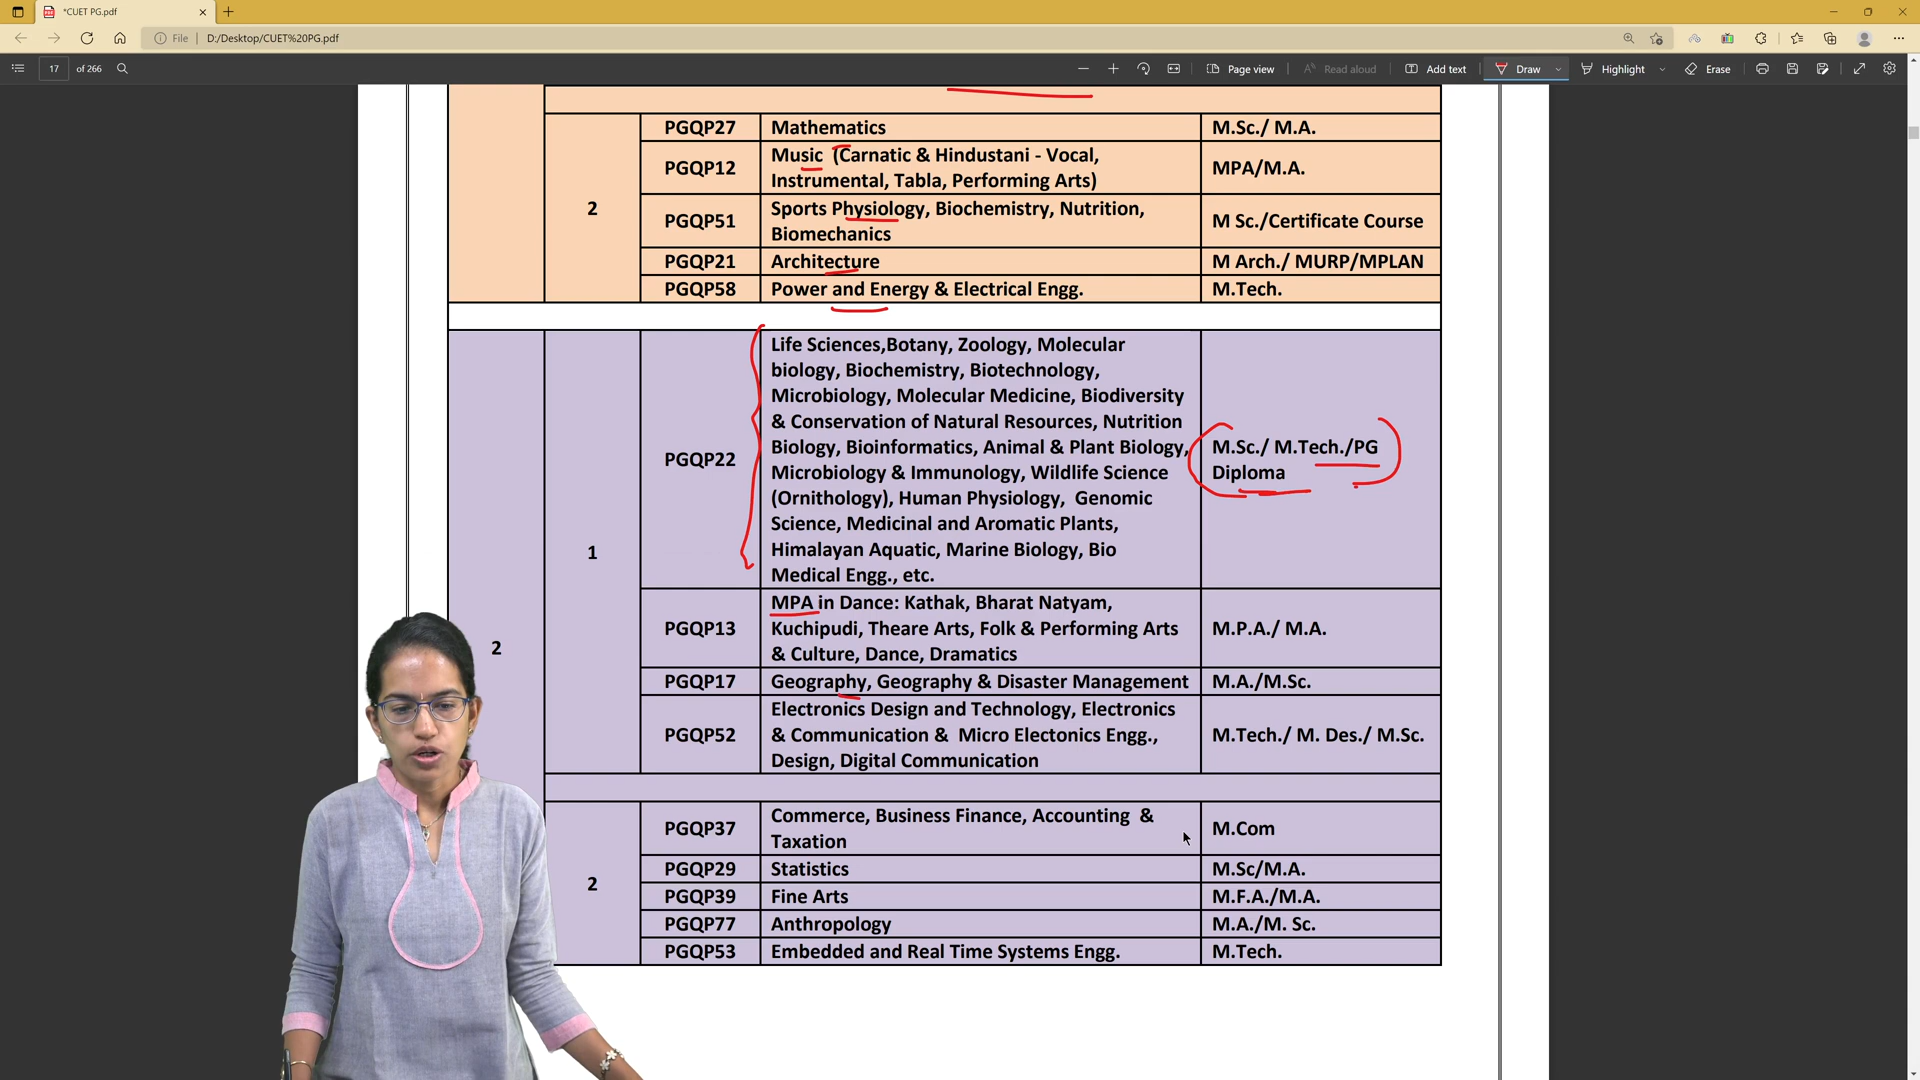 *CUET PG.pdf
File
D:/Desktop/CUET%20PG.pdf
17 of 266
Page view
Read aloud
Add text
Draw
Highlight
Erase
2
PGQP27 Mathematics M.Sc./ M.A.
PGQP12 Music (Carnatic & Hindustani - Vocal,
Instrumental, Tabla, Performing Arts) MPA/M.A.
PGQP51 Sports Physiology, Biochemistry, Nutrition,
Biomechanics M Sc./Certificate Course
PGQP21 Architecture M Arch./ MURP/MPLAN
PGQP58 Power and Energy & Electrical Engg. M.Tech.
2
1
PGQP22
Life Sciences,Botany, Zoology, Molecular
biology, Biochemistry, Biotechnology,
Microbiology, Molecular Medicine, Biodiversity
& Conservation of Natural Resources, Nutrition
Biology, Bioinformatics, Animal & Plant Biology,
Microbiology & Immunology, Wildlife Science
(Ornithology), Human Physiology, Genomic
Science, Medicinal and Aromatic Plants,
Himalayan Aquatic, Marine Biology, Bio
Medical Engg., etc.
M.Sc./ M.Tech./PG
Diploma
PGQP13
MPA in Dance: Kathak, Bharat Natyam,
Kuchipudi, Theare Arts, Folk & Performing Arts
& Culture, Dance, Dramatics
M.P.A./ M.A.
PGQP17 Geography, Geography & Disaster Management M.A./M.Sc.
PGQP52
Electronics Design and Technology, Electronics
& Communication & Micro Electonics Engg.,
Design, Digital Communication
M.Tech./ M. Des./ M.Sc.
2
PGQP37
Commerce, Business Finance, Accounting &
Taxation
M.Com
PGQP29 Statistics M.Sc/M.A.
PGQP39 Fine Arts M.F.A./M.A.
PGQP77 Anthropology M.A./M. Sc.
PGQP53 Embedded and Real Time Systems Engg. M.Tech.